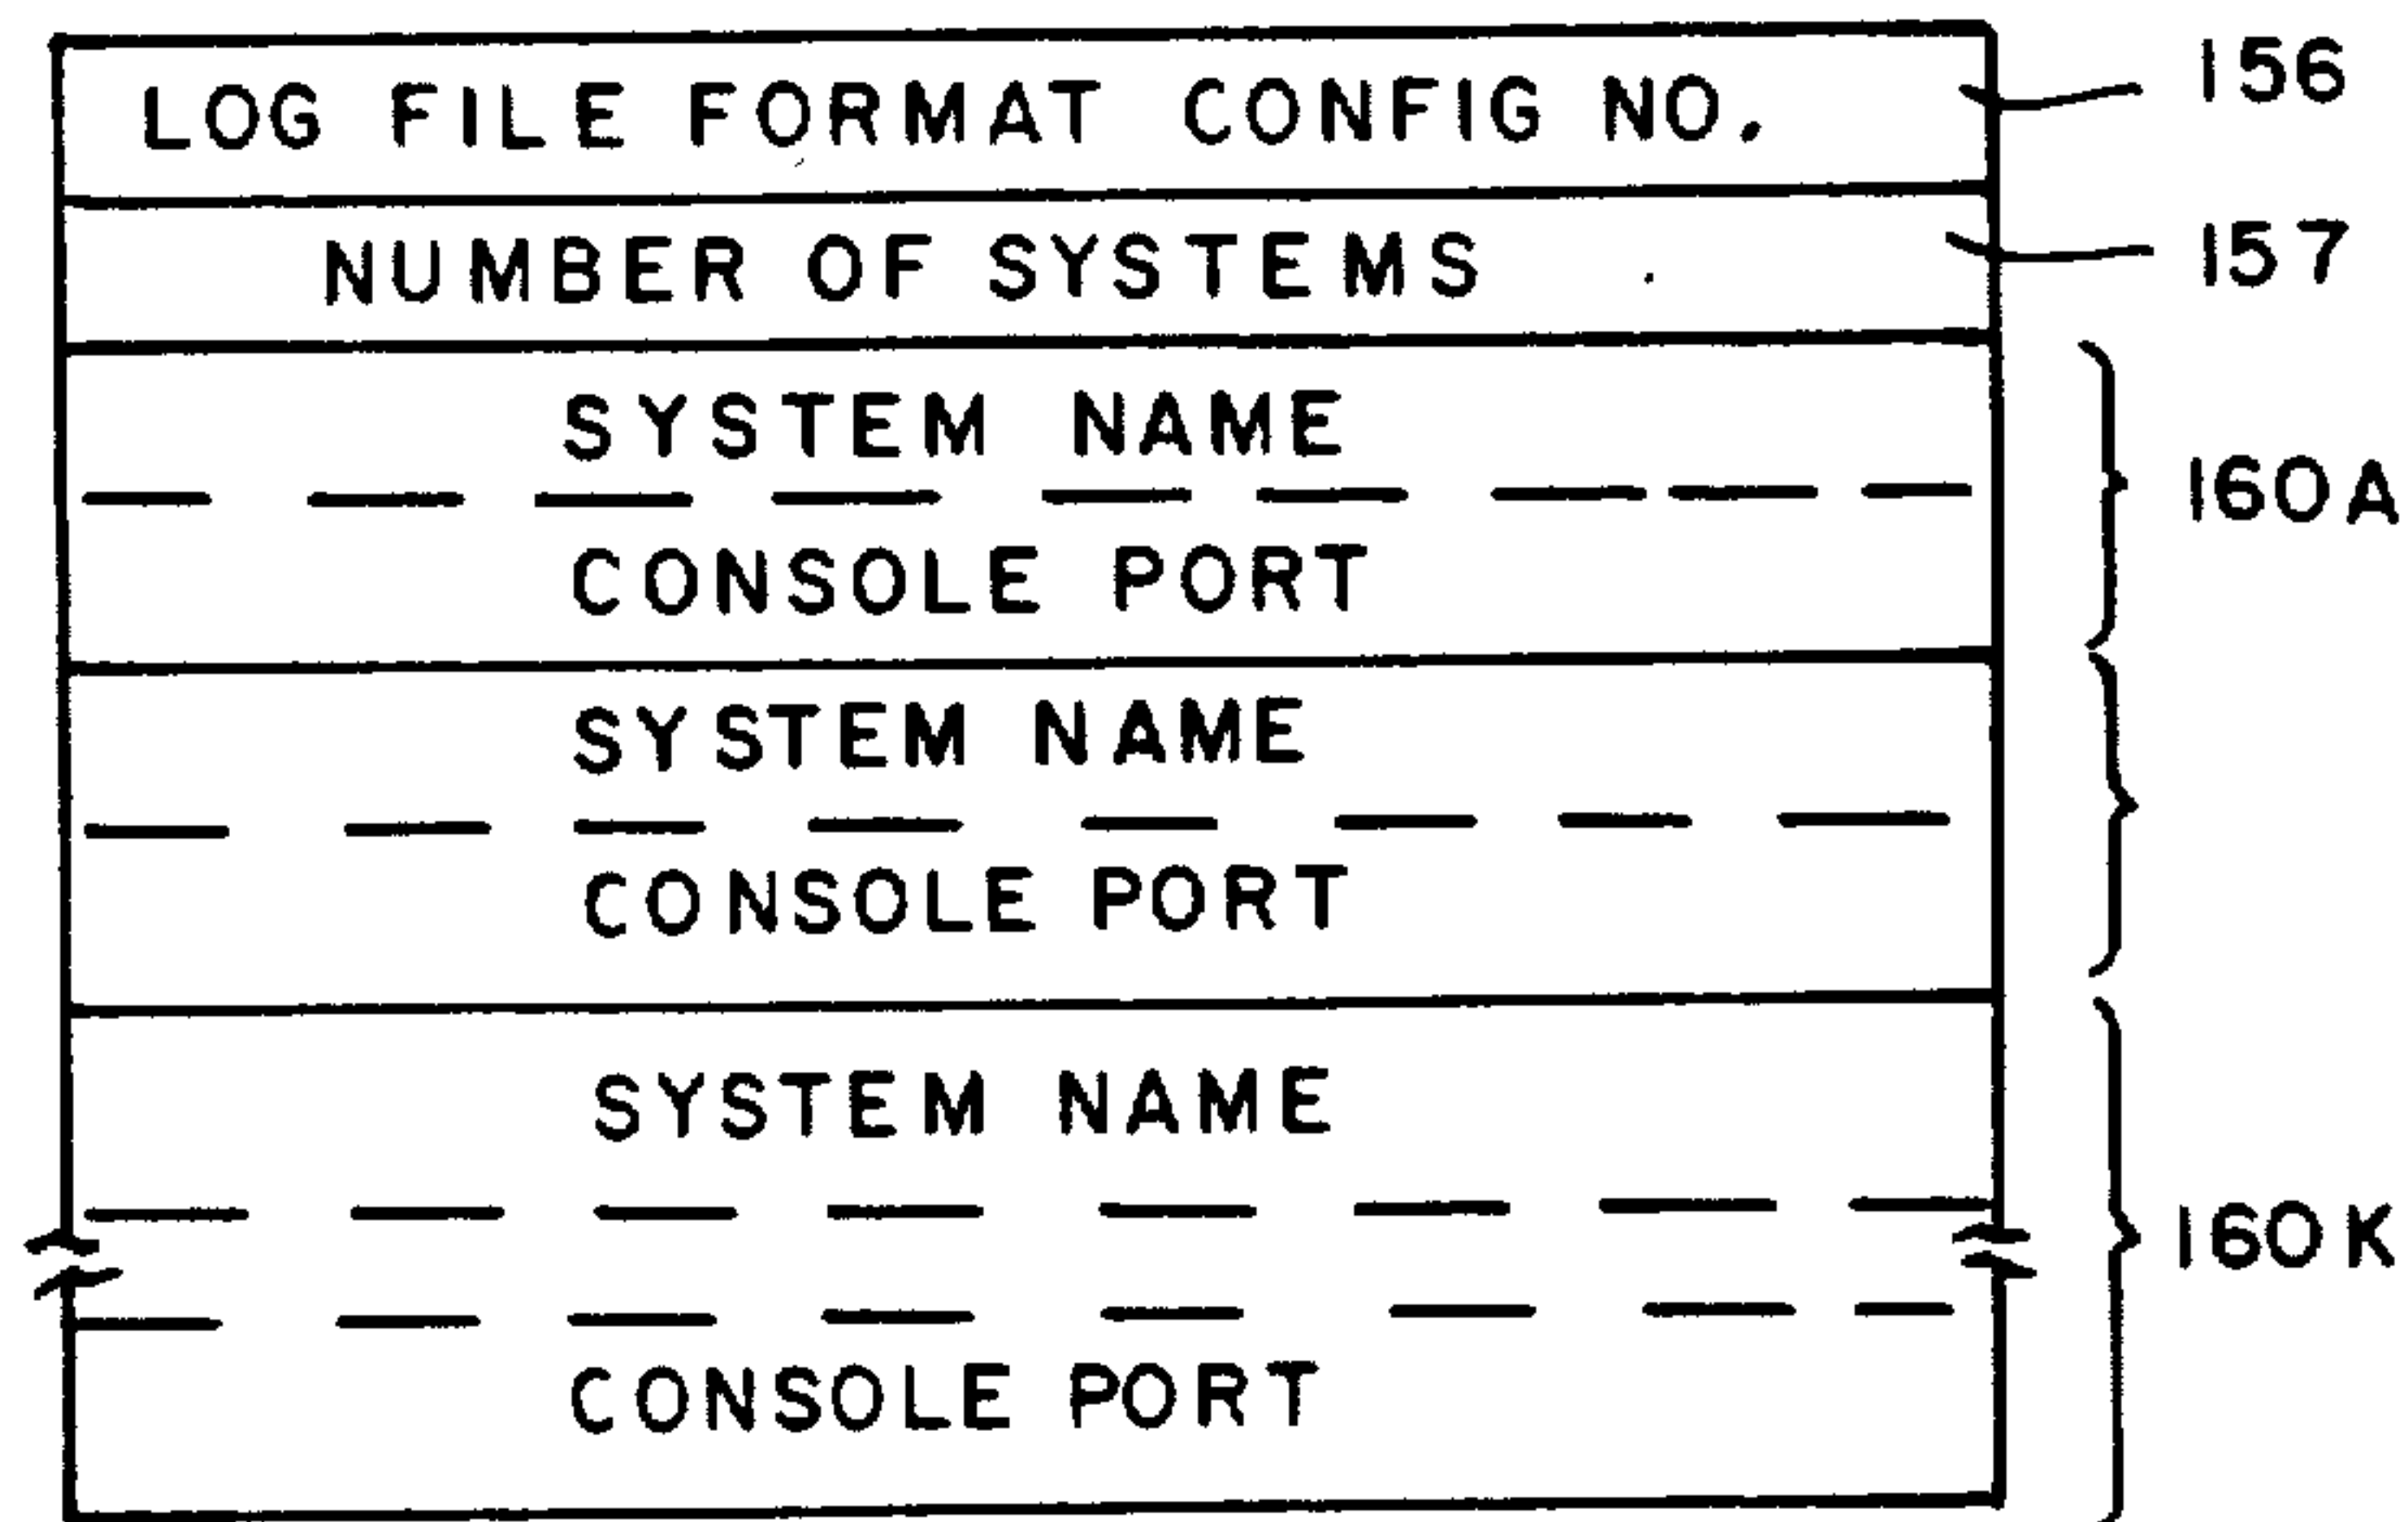 LOG FILE FORMAT CONFIG NO. 156
NUMBER OF SYSTEMS 157
SYSTEM NAME
160A
CONSOLE PORT
SYSTEM NAME
CONSOLE PORT
SYSTEM NAME
160K
CONSOLE PORT